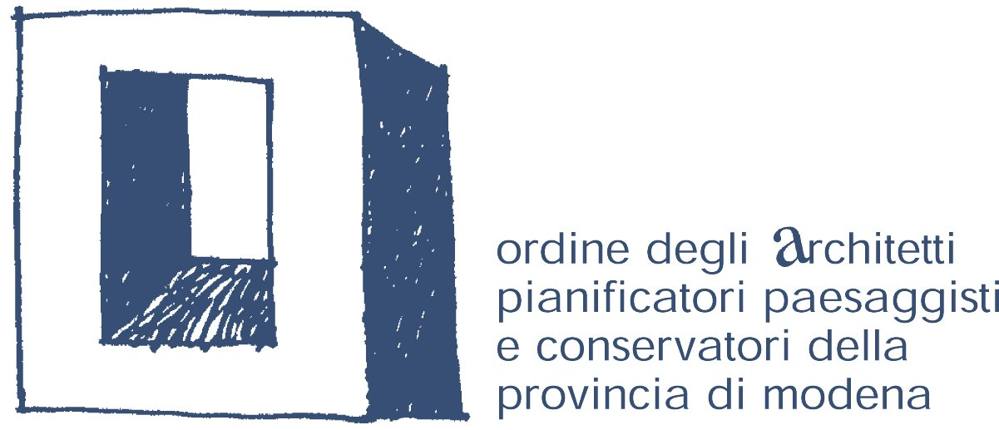 ordine degli architetti
pianificatori paesaggisti
e conservatori della
provincia di modena